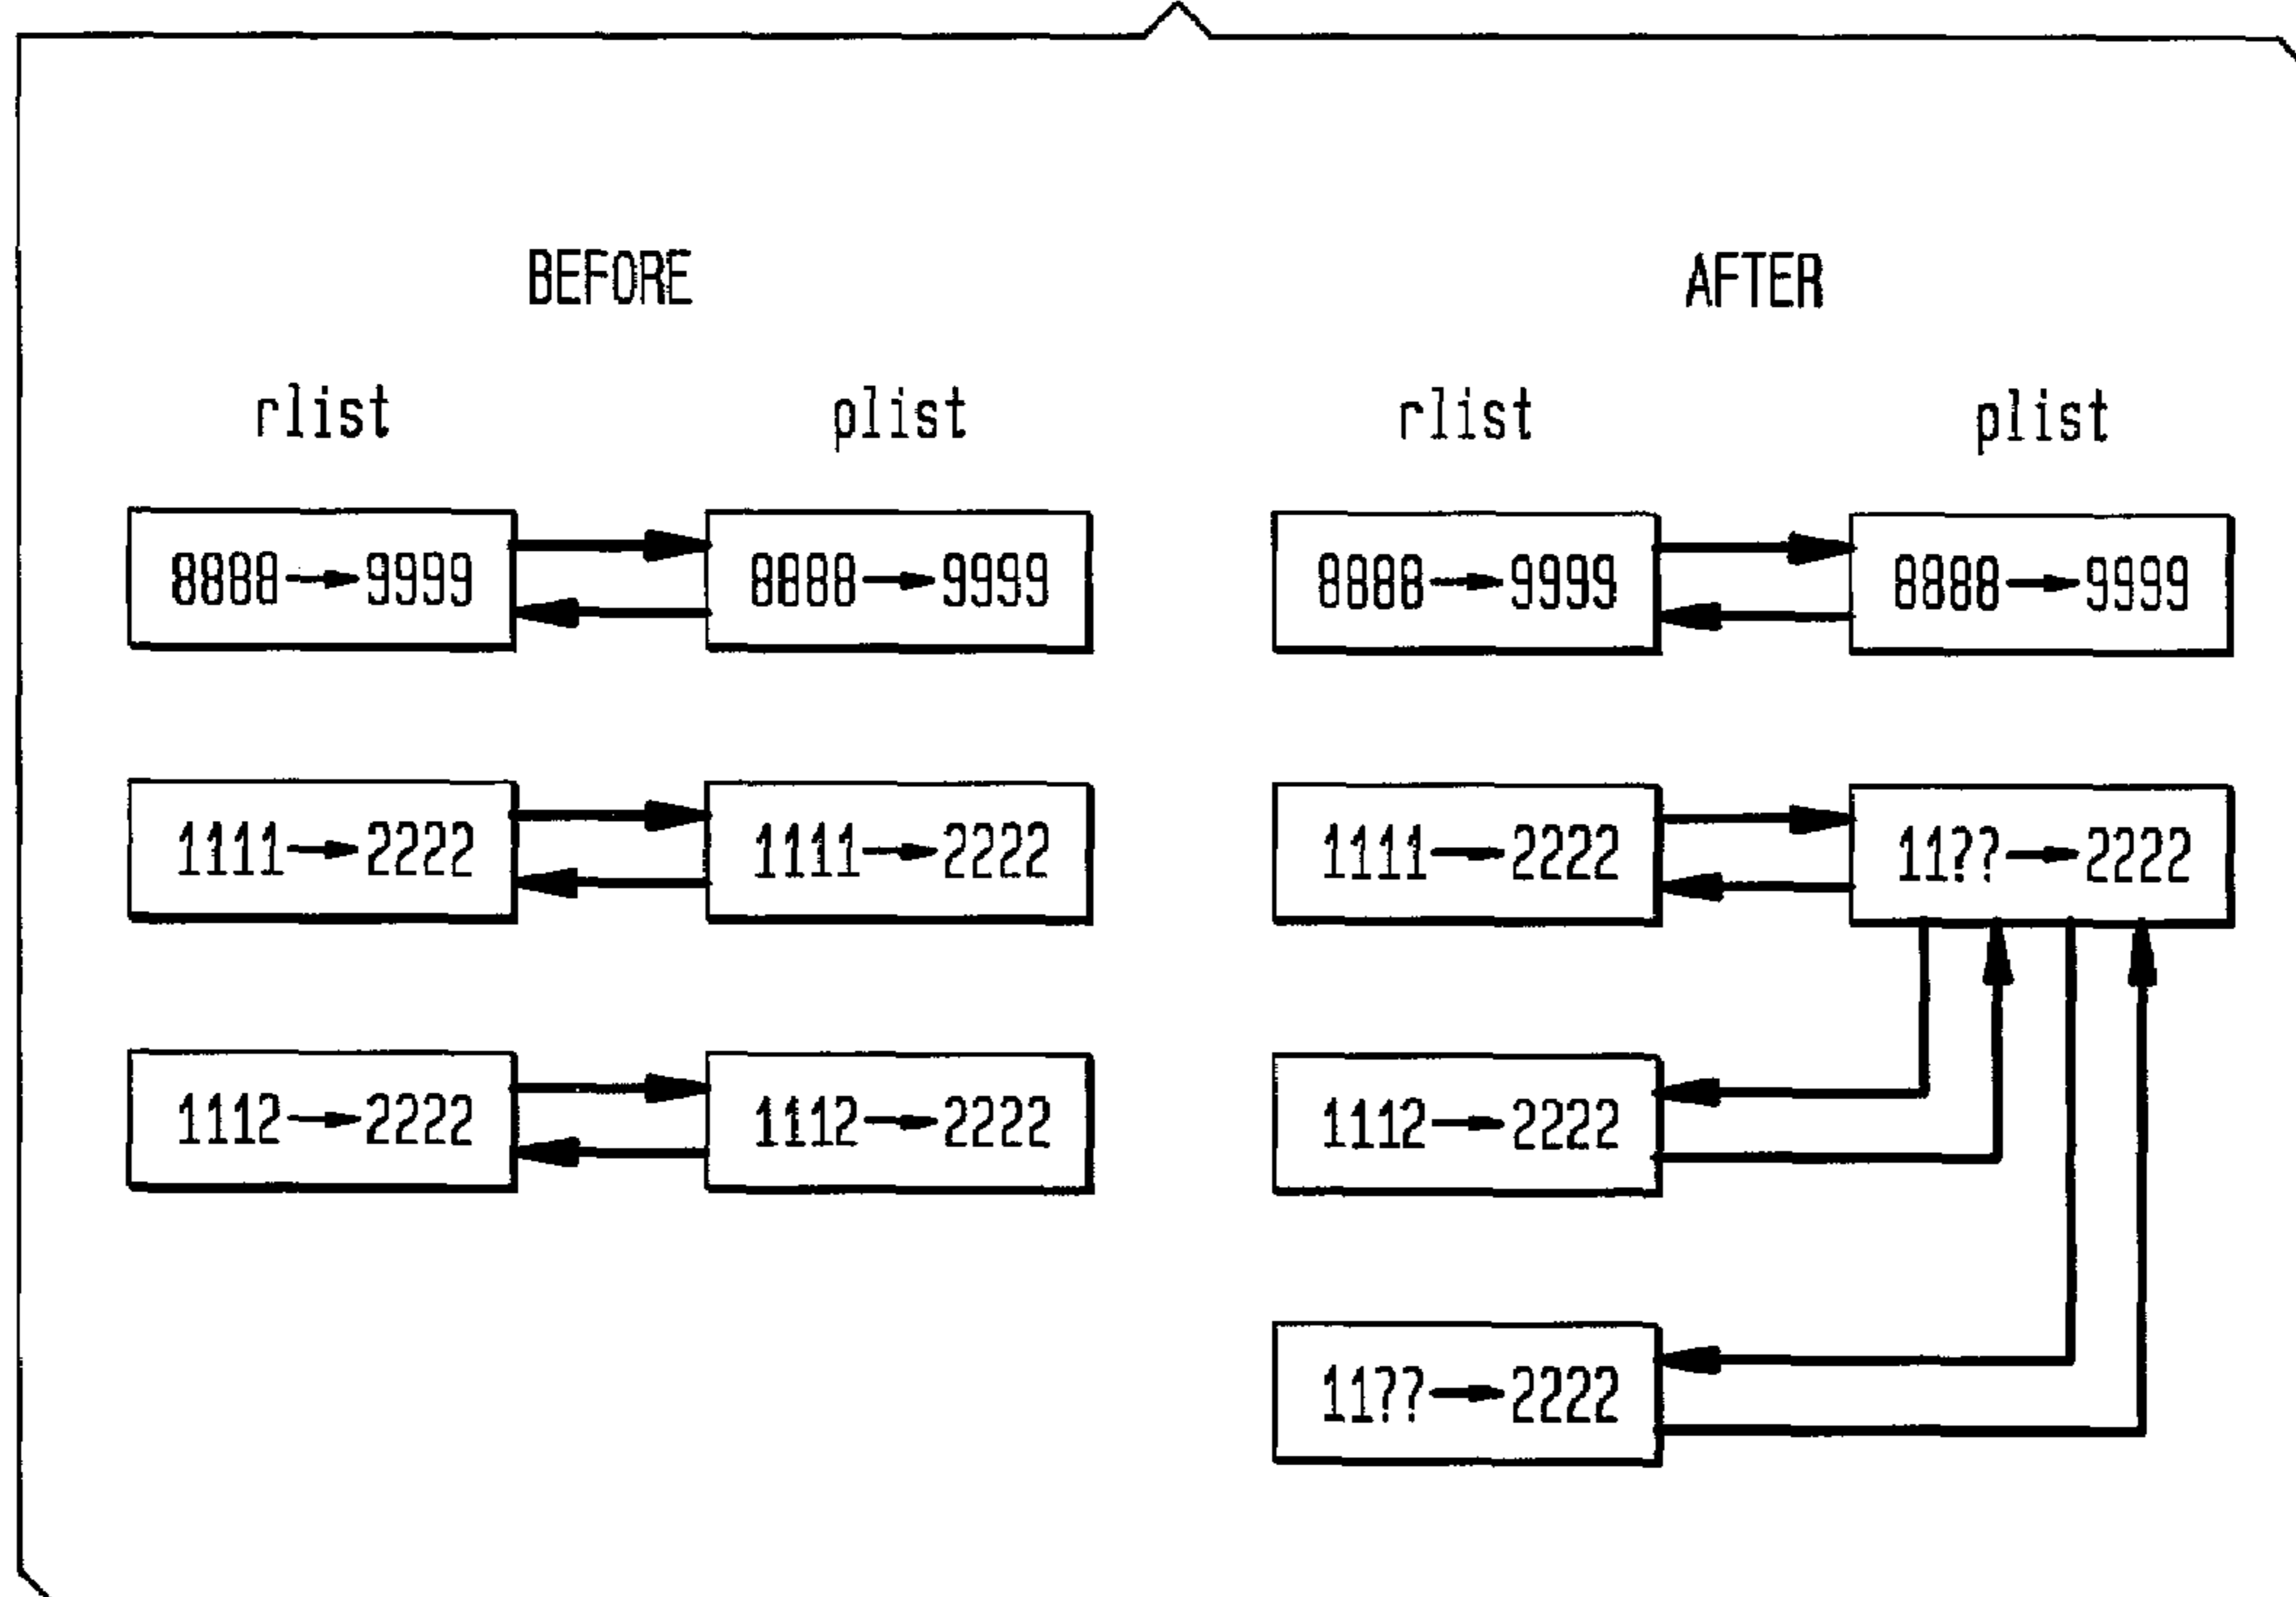 BEFORE AFTER
rlist plist rlist plist
8888→9999 8888→9999 8888→9999 8888→9999
1111→2222 1111→2222 1111→2222 11??→2222
1112→2222 1112→2222 1112→2222
11??→2222